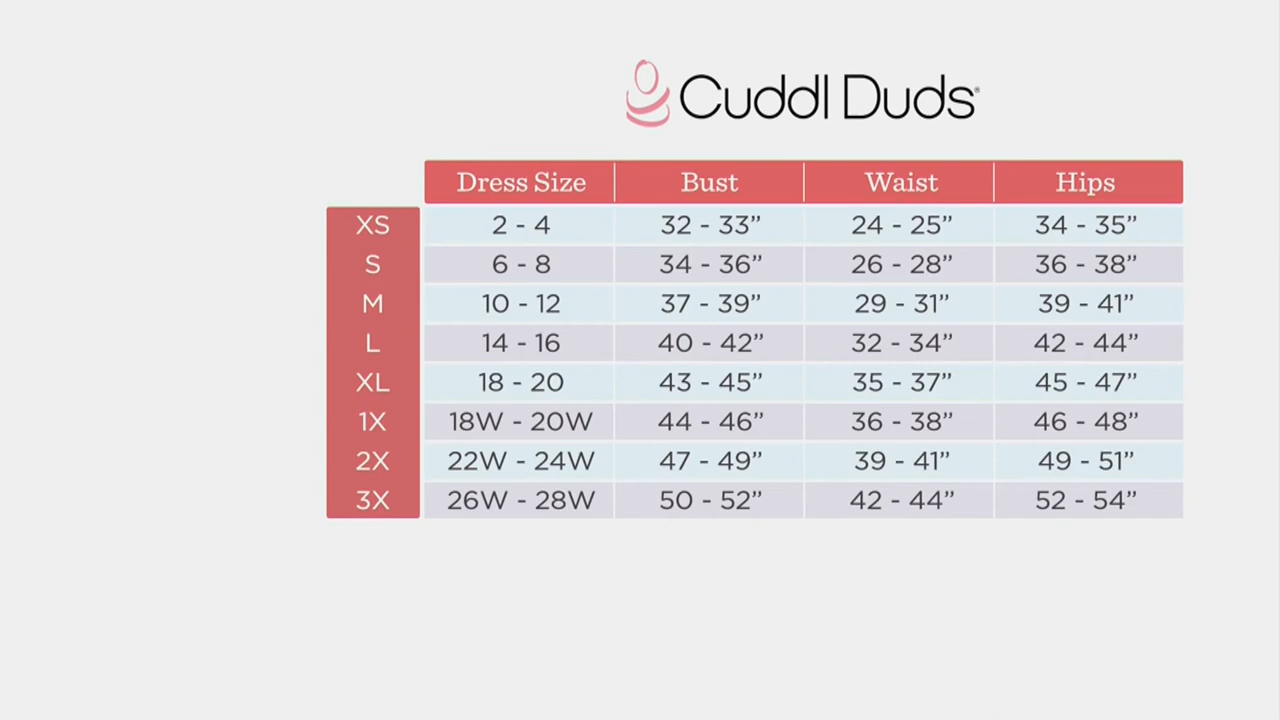 Cuddl Duds®
Dress Size Bust Waist Hips
XS 2 - 4 32 - 33” 24 - 25” 34 - 35”
S 6 - 8 34 - 36” 26 - 28” 36 - 38”
M 10 - 12 37 - 39” 29 - 31” 39 - 41”
L 14 - 16 40 - 42” 32 - 34” 42 - 44”
XL 18 - 20 43 - 45” 35 - 37” 45 - 47”
1X 18W - 20W 44 - 46” 36 - 38” 46 - 48”
2X 22W - 24W 47 - 49” 39 - 41” 49 - 51”
3X 26W - 28W 50 - 52” 42 - 44” 52 - 54”